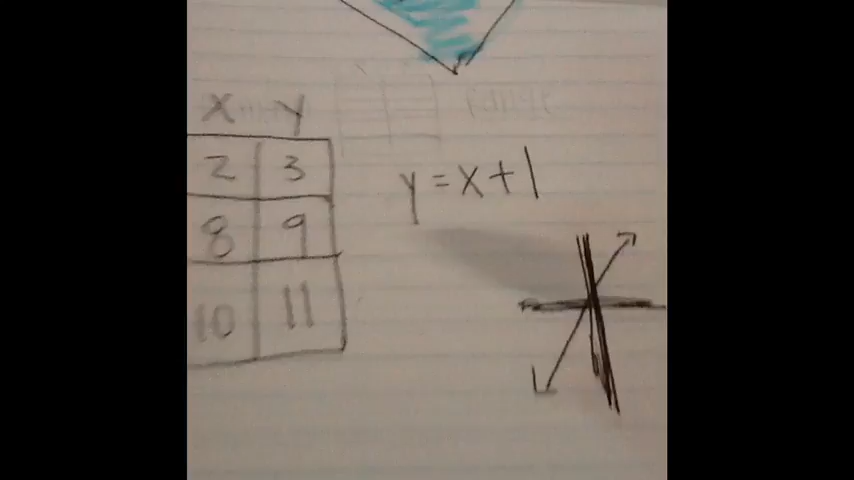 x y
2 3
y = x + 1
8 9
10 11